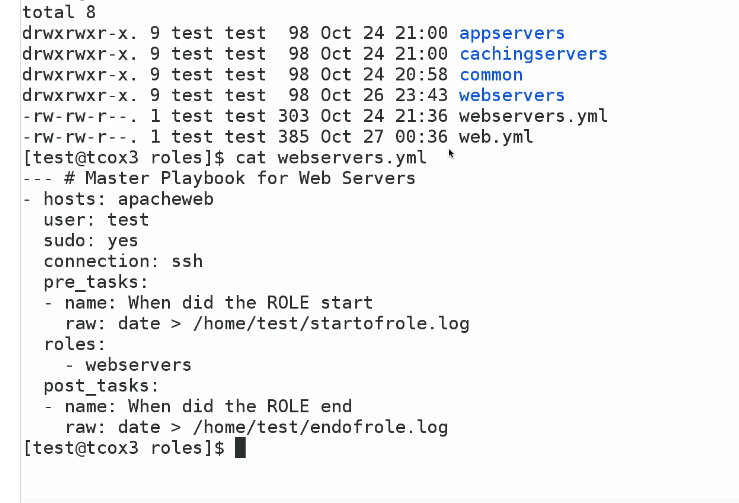 total 8
drwxrwxr-x. 9 test test  98 Oct 24 21:00 appservers
drwxrwxr-x. 9 test test  98 Oct 24 21:00 cachingservers
drwxrwxr-x. 9 test test  98 Oct 24 20:58 common
drwxrwxr-x. 9 test test  98 Oct 26 23:43 webservers
-rw-rw-r--. 1 test test 303 Oct 24 21:36 webservers.yml
-rw-rw-r--. 1 test test 385 Oct 27 00:36 web.yml
[test@tcox3 roles]$ cat webservers.yml
--- # Master Playbook for Web Servers
- hosts: apacheweb
  user: test
  sudo: yes
  connection: ssh
  pre_tasks:
  - name: When did the ROLE start
    raw: date > /home/test/startofrole.log
  roles:
    - webservers
  post_tasks:
  - name: When did the ROLE end
    raw: date > /home/test/endofrole.log
[test@tcox3 roles]$